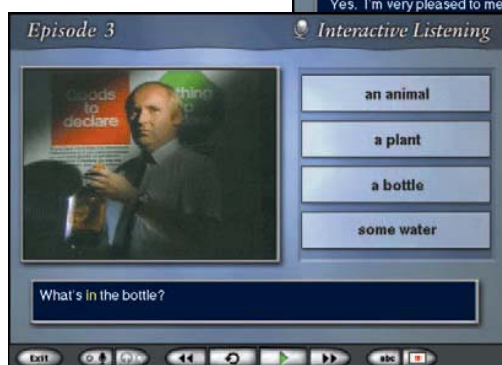 Yes. I'm very pleased to me
Episode 3
Interactive Listening
Goods
to
declare
thing
an animal
a plant
a bottle
some water
What's in the bottle?
Exit
abc